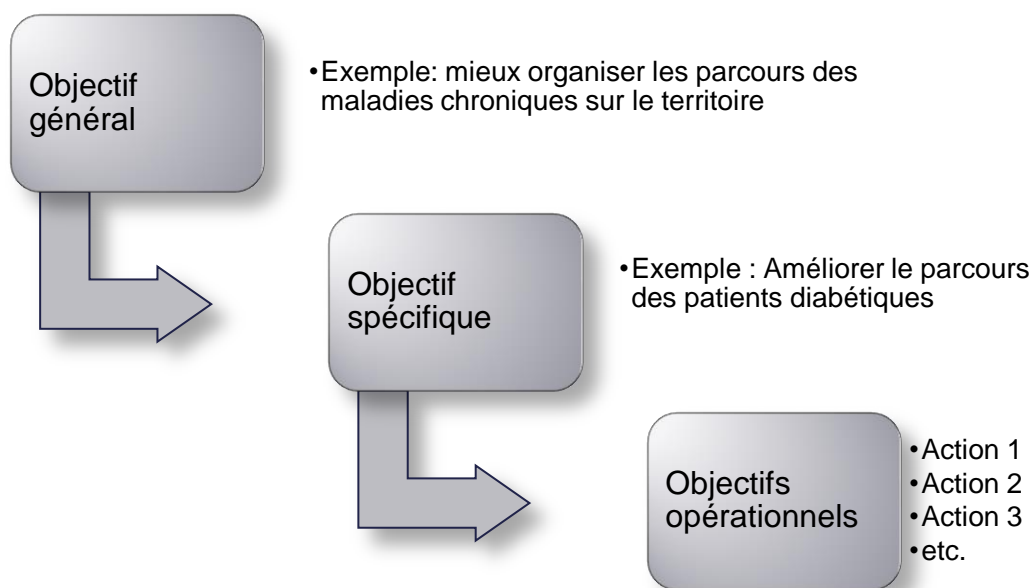 Objectif
général
•Exemple: mieux organiser les parcours des
maladies chroniques sur le territoire
Objectif
spécifique
•Exemple : Améliorer le parcours
des patients diabétiques
Objectifs
opérationnels
•Action 1
•Action 2
•Action 3
•etc.